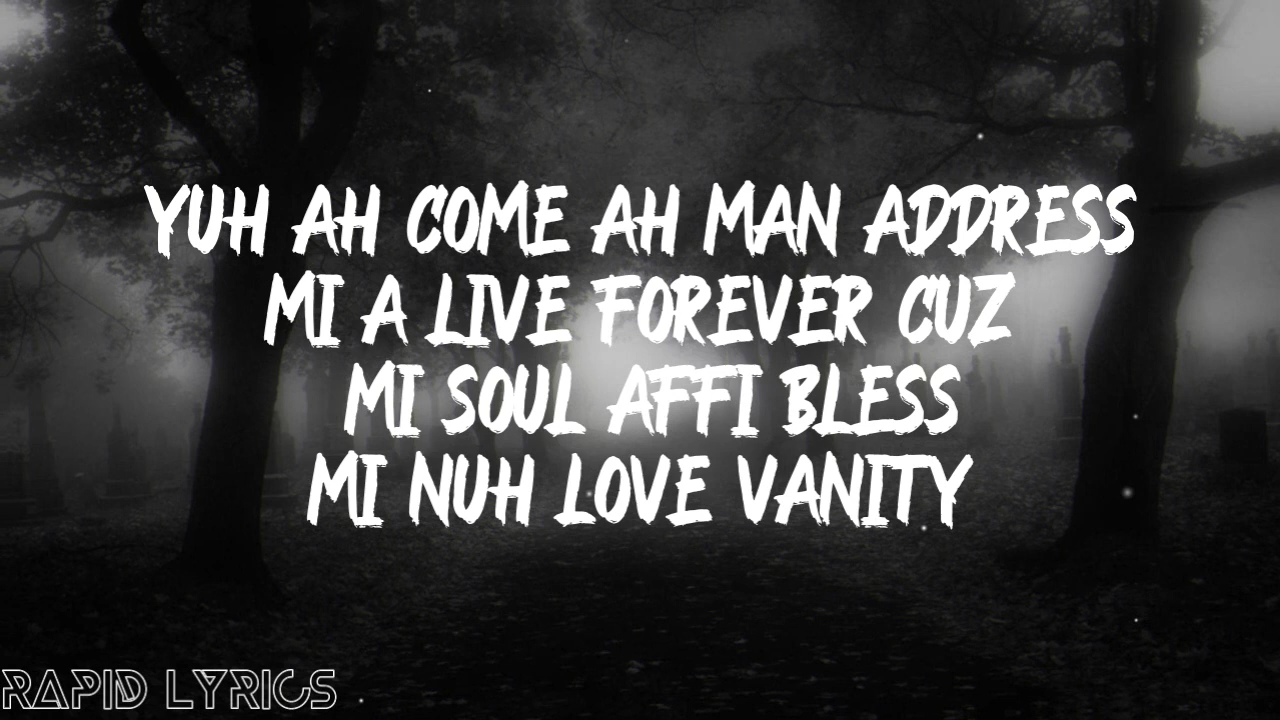 YUH AH COME AH MAN ADDRESS
MI A LIVE FOREVER CUZ
MI SOUL AFFI BLESS
MI NUH LOVE VANITY
RAPID LYRICS